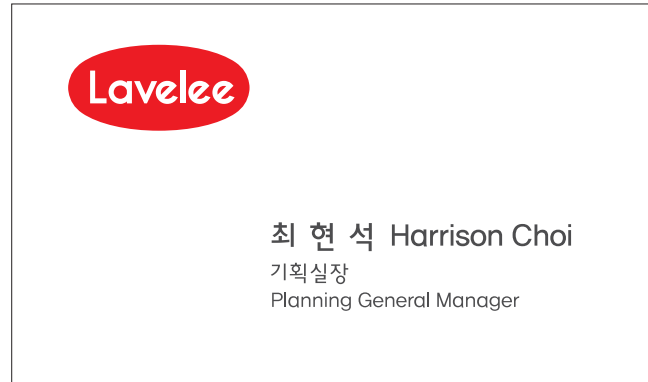 Lavelee
최 현 석 Harrison Choi
기획실장
Planning General Manager